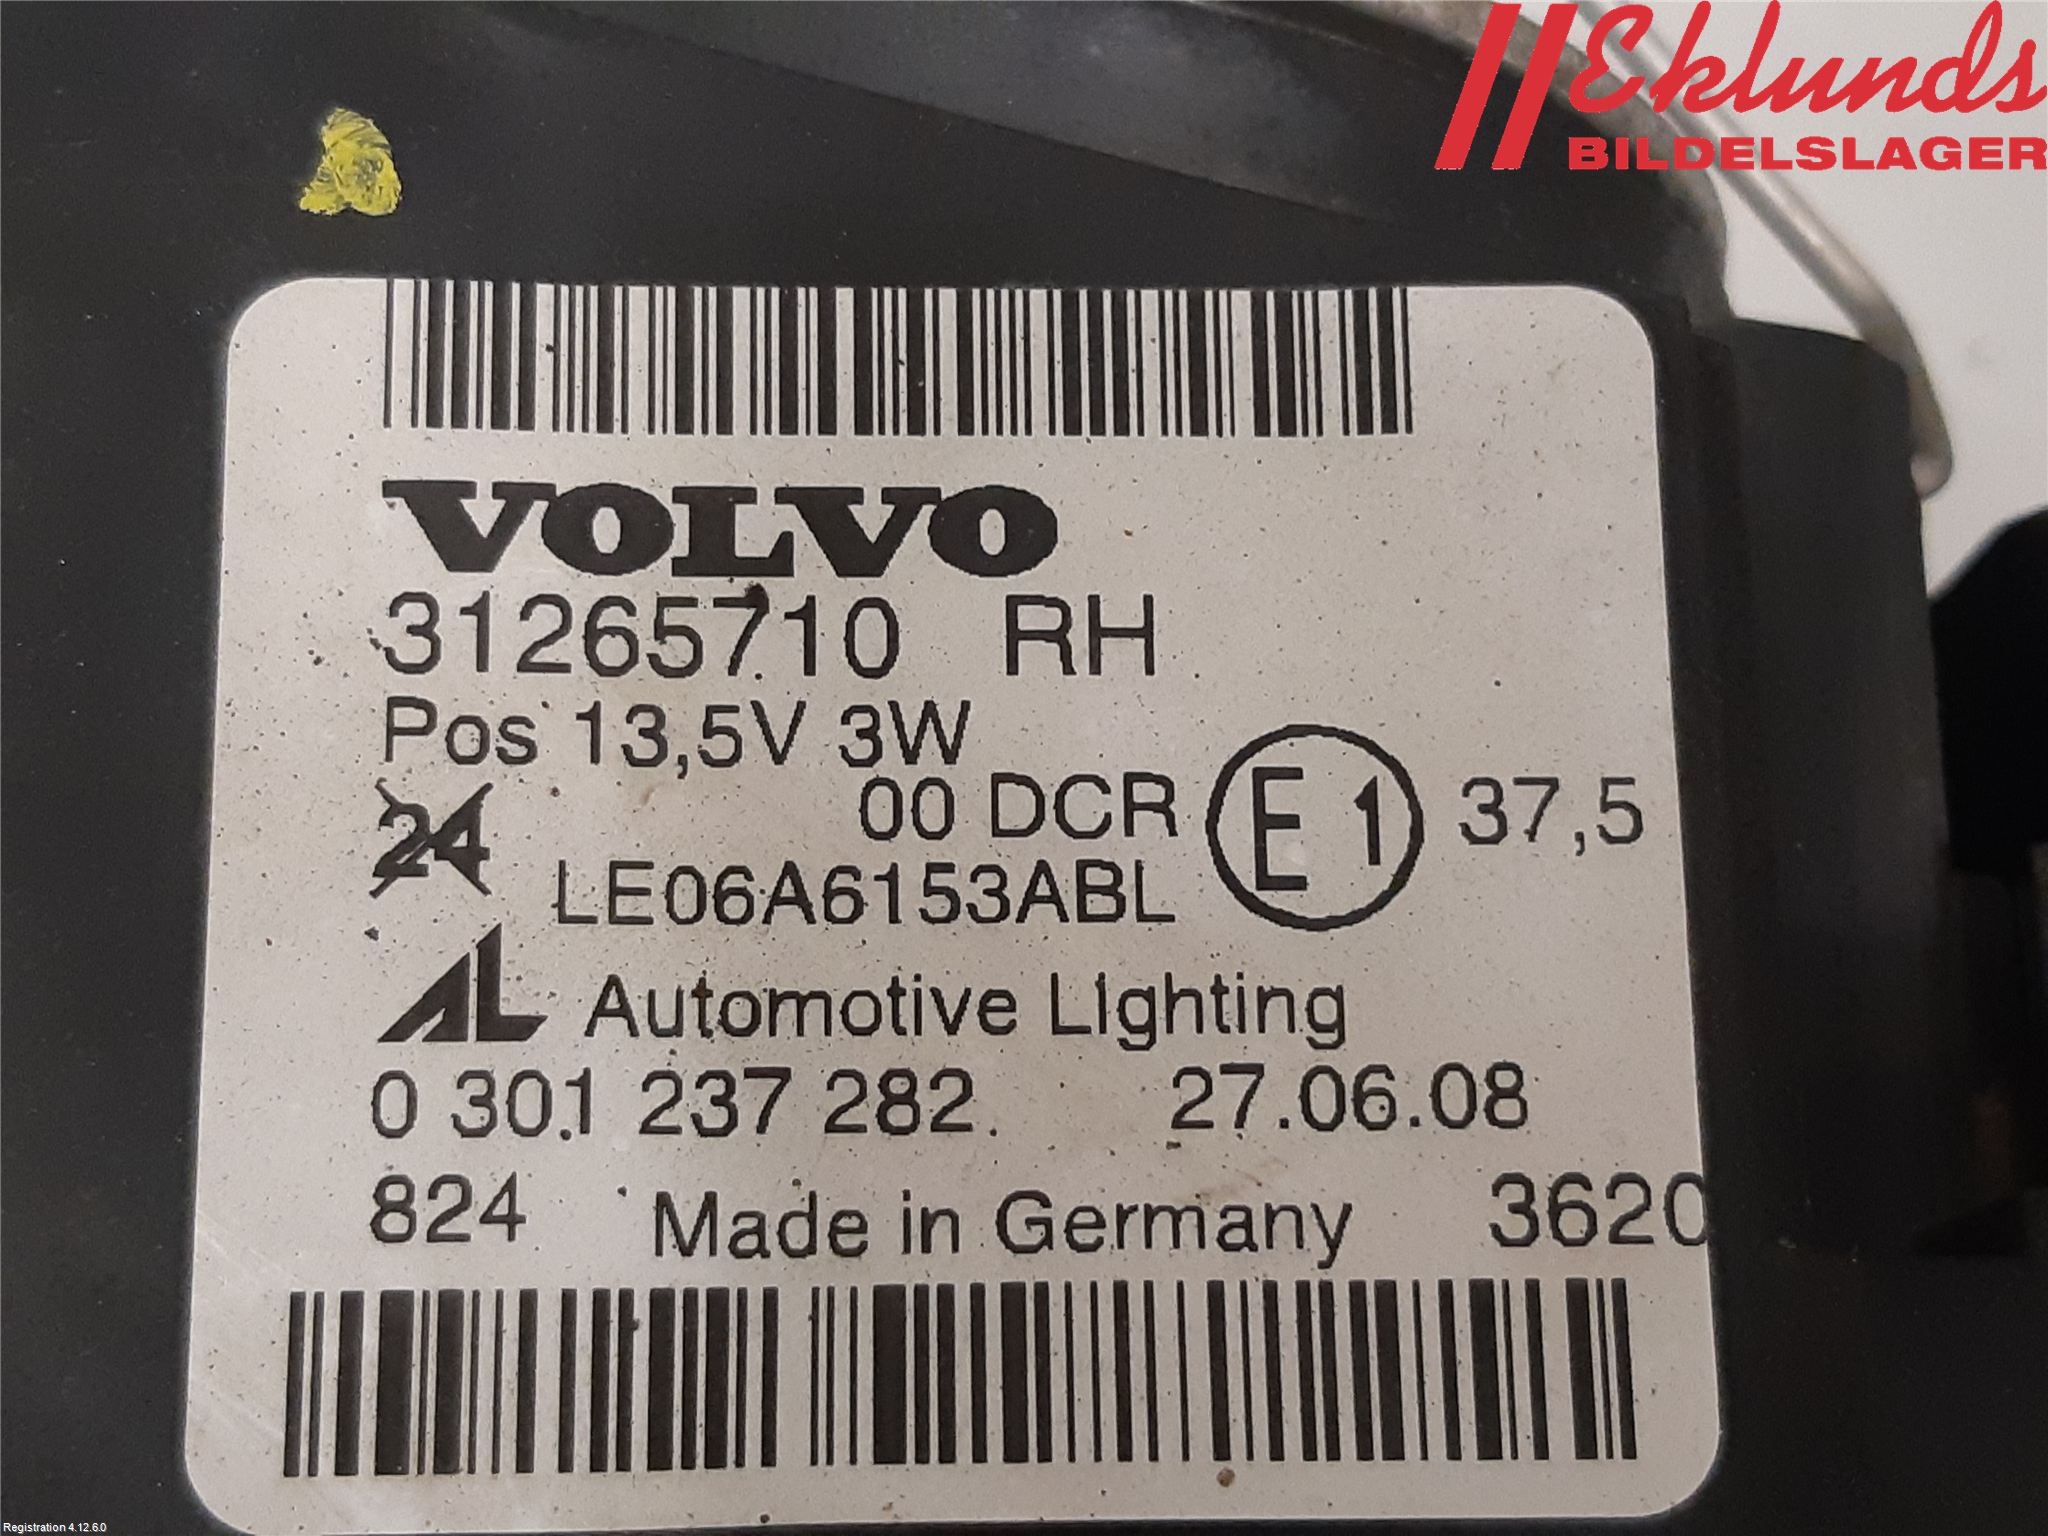 Eklunds
BILDELSLAGER
VOLVO
31265710 RH
Pos 13,5V 3W
00 DCR E1 37,5
24
LE06A6153ABL
AL Automotive Lighting
0 301 237 282 27.06.08
824 Made in Germany 3620
Registration 4.12.6.0